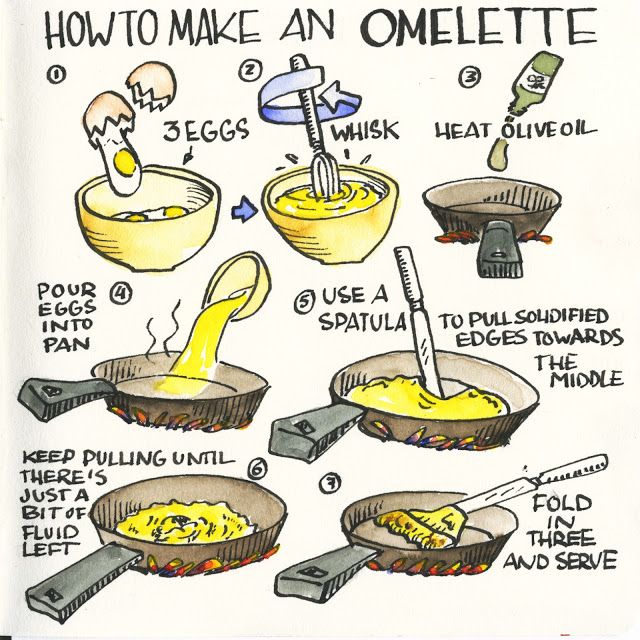 HOW TO MAKE AN OMELETTE
1
3 EGGS
2
WHISK
3
HEAT OLIVE OIL
4
POUR
EGGS
INTO
PAN
5
USE A
SPATULA
TO PULL SOLIDIFIED
EDGES TOWARDS
THE
MIDDLE
6
KEEP PULLING UNTIL
THERE'S
JUST A
BIT OF
FLUID
LEFT
7
FOLD
IN
THREE
AND SERVE